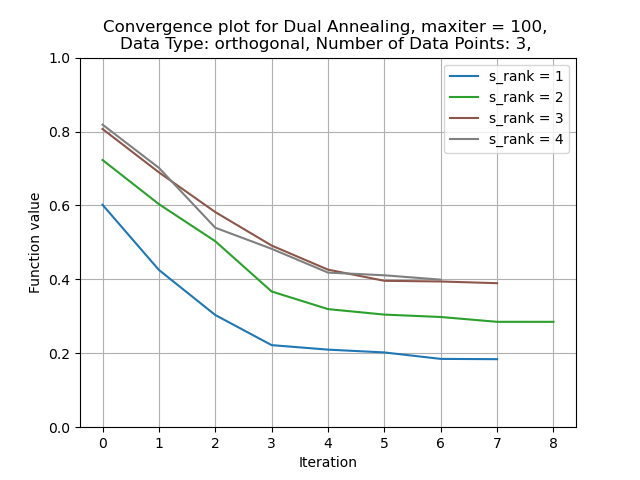 Convergence plot for Dual Annealing, maxiter = 100,
Data Type: orthogonal, Number of Data Points: 3,
s_rank = 1
s_rank = 2
s_rank = 3
s_rank = 4
Function value
1.0
0.8
0.6
0.4
0.2
0.0
0 1 2 3 4 5 6 7 8
Iteration